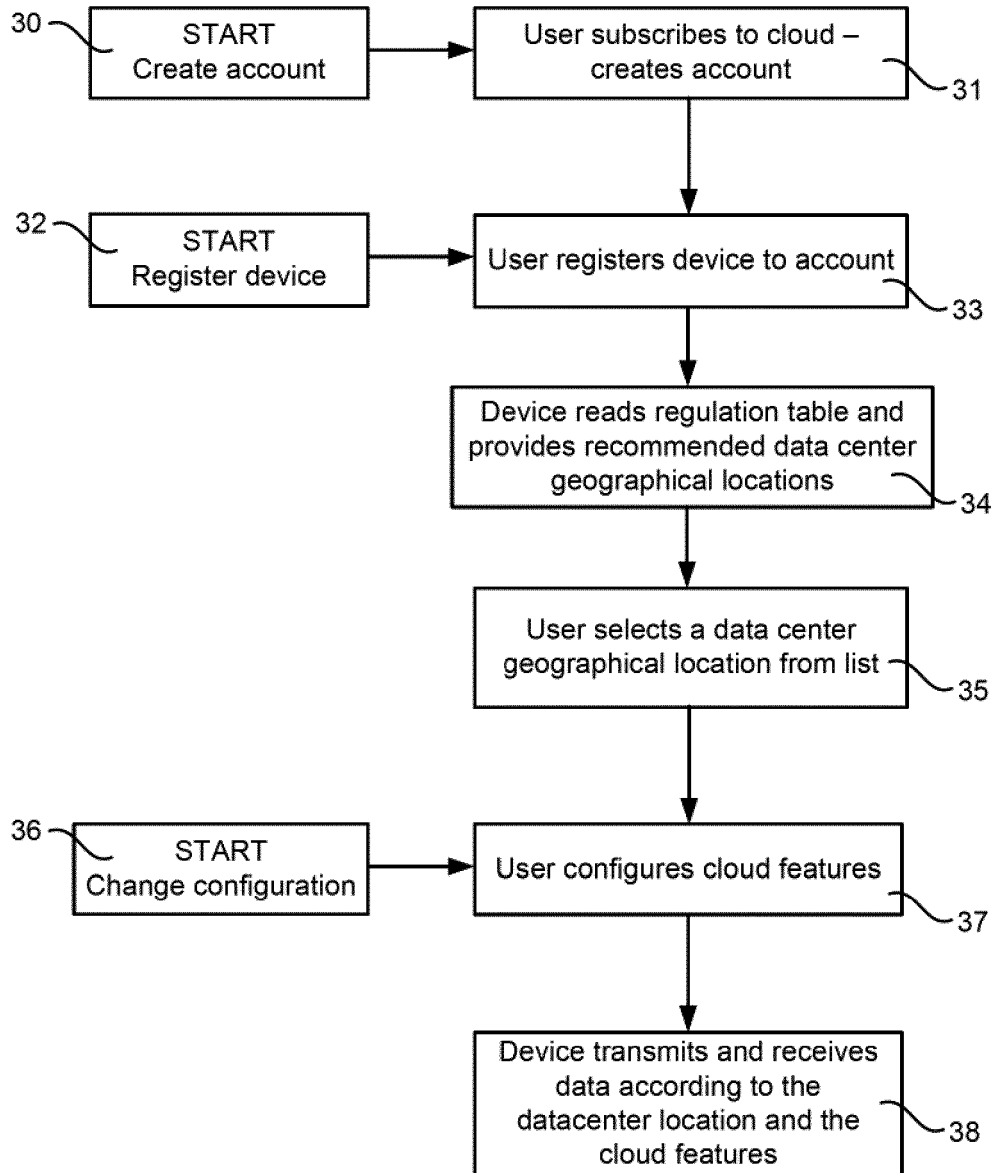 30
START
Create account
User subscribes to cloud –
creates account
31
32
START
Register device
User registers device to account
33
Device reads regulation table and
provides recommended data center
geographical locations
34
User selects a data center
geographical location from list
35
36
START
Change configuration
User configures cloud features
37
Device transmits and receives
data according to the
datacenter location and the
cloud features
38